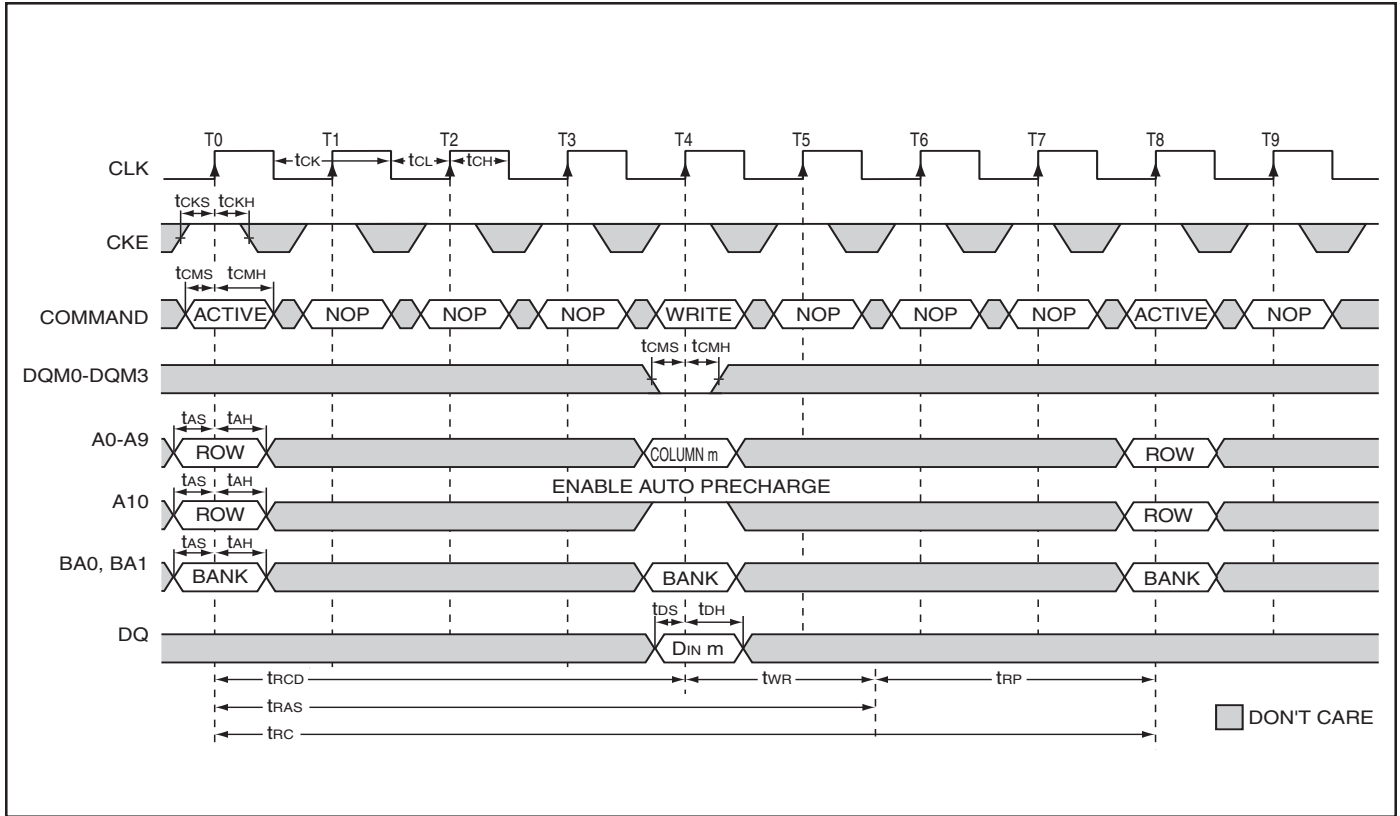 T0 T1 T2 T3 T4 T5 T6 T7 T8 T9
CLK tCK tCL tCH
tCKS tCKH
CKE
tCMS tCMH
COMMAND ACTIVE NOP NOP NOP WRITE NOP NOP NOP ACTIVE NOP
tCMS tCMH
DQM0-DQM3
tAS tAH
A0-A9 ROW COLUMN m ROW
tAS tAH ENABLE AUTO PRECHARGE
A10 ROW ROW
tAS tAH
BA0, BA1 BANK BANK BANK
tDS tDH
DQ DIN m
tRCD tWR tRP
tRAS
tRC
DON'T CARE